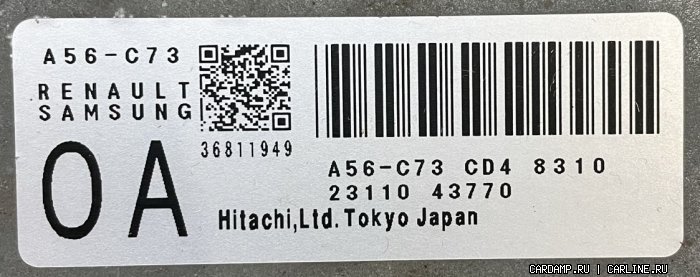 A56-C73
RENAULT
SAMSUNG
OA
36811949
A56-C73 CD4 8310
23110 43770
Hitachi,Ltd.Tokyo Japan
CARDAMP.RU | CARLINE.RU